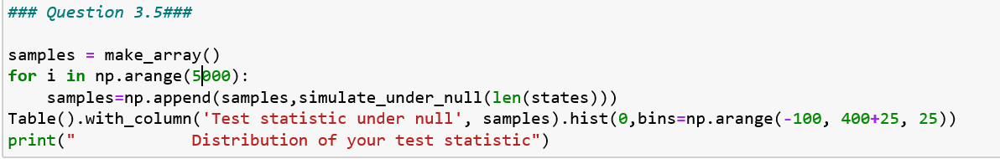 ### Question 3.5###
samples = make_array()
for i in np.arange(5000):
    samples=np.append(samples,simulate_under_null(len(states)))
Table().with_column('Test statistic under null', samples).hist(0,bins=np.arange(-100, 400+25, 25))
print("            Distribution of your test statistic")